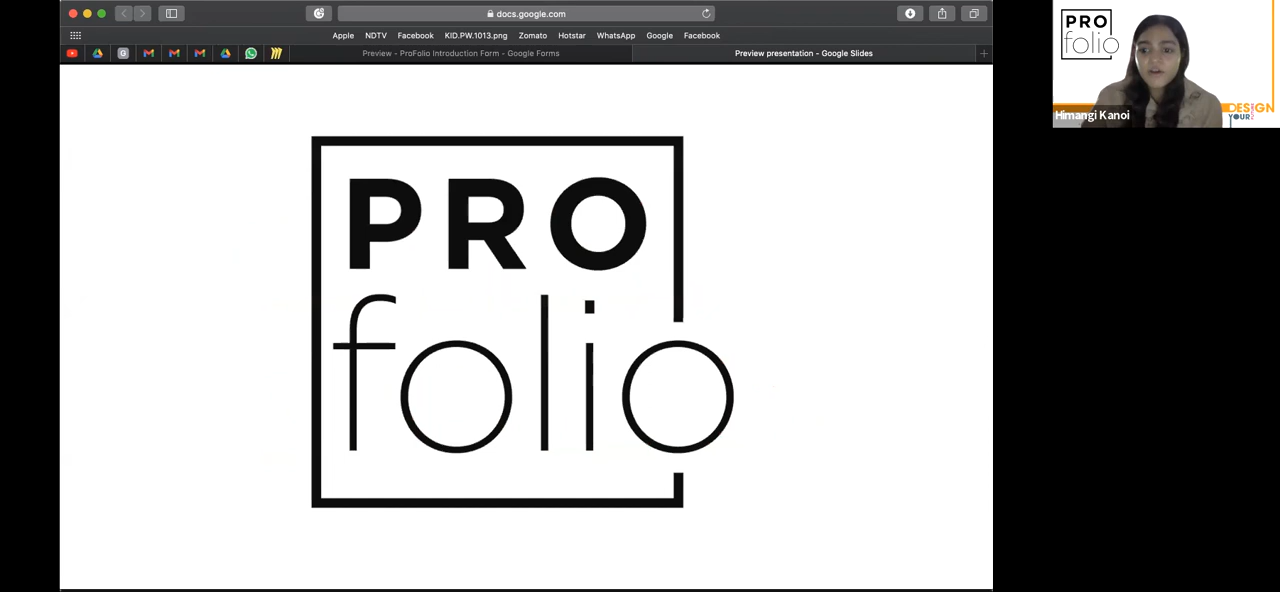 docs.google.com
Apple NDTV Facebook KID.PW.1013.png Zomato Hotstar WhatsApp Google Facebook
Preview - ProFolio Introduction Form - Google Forms
Preview presentation - Google Slides
PRO
folio
PRO
folio
Himangi Kanoi
DESIGN
YOUR